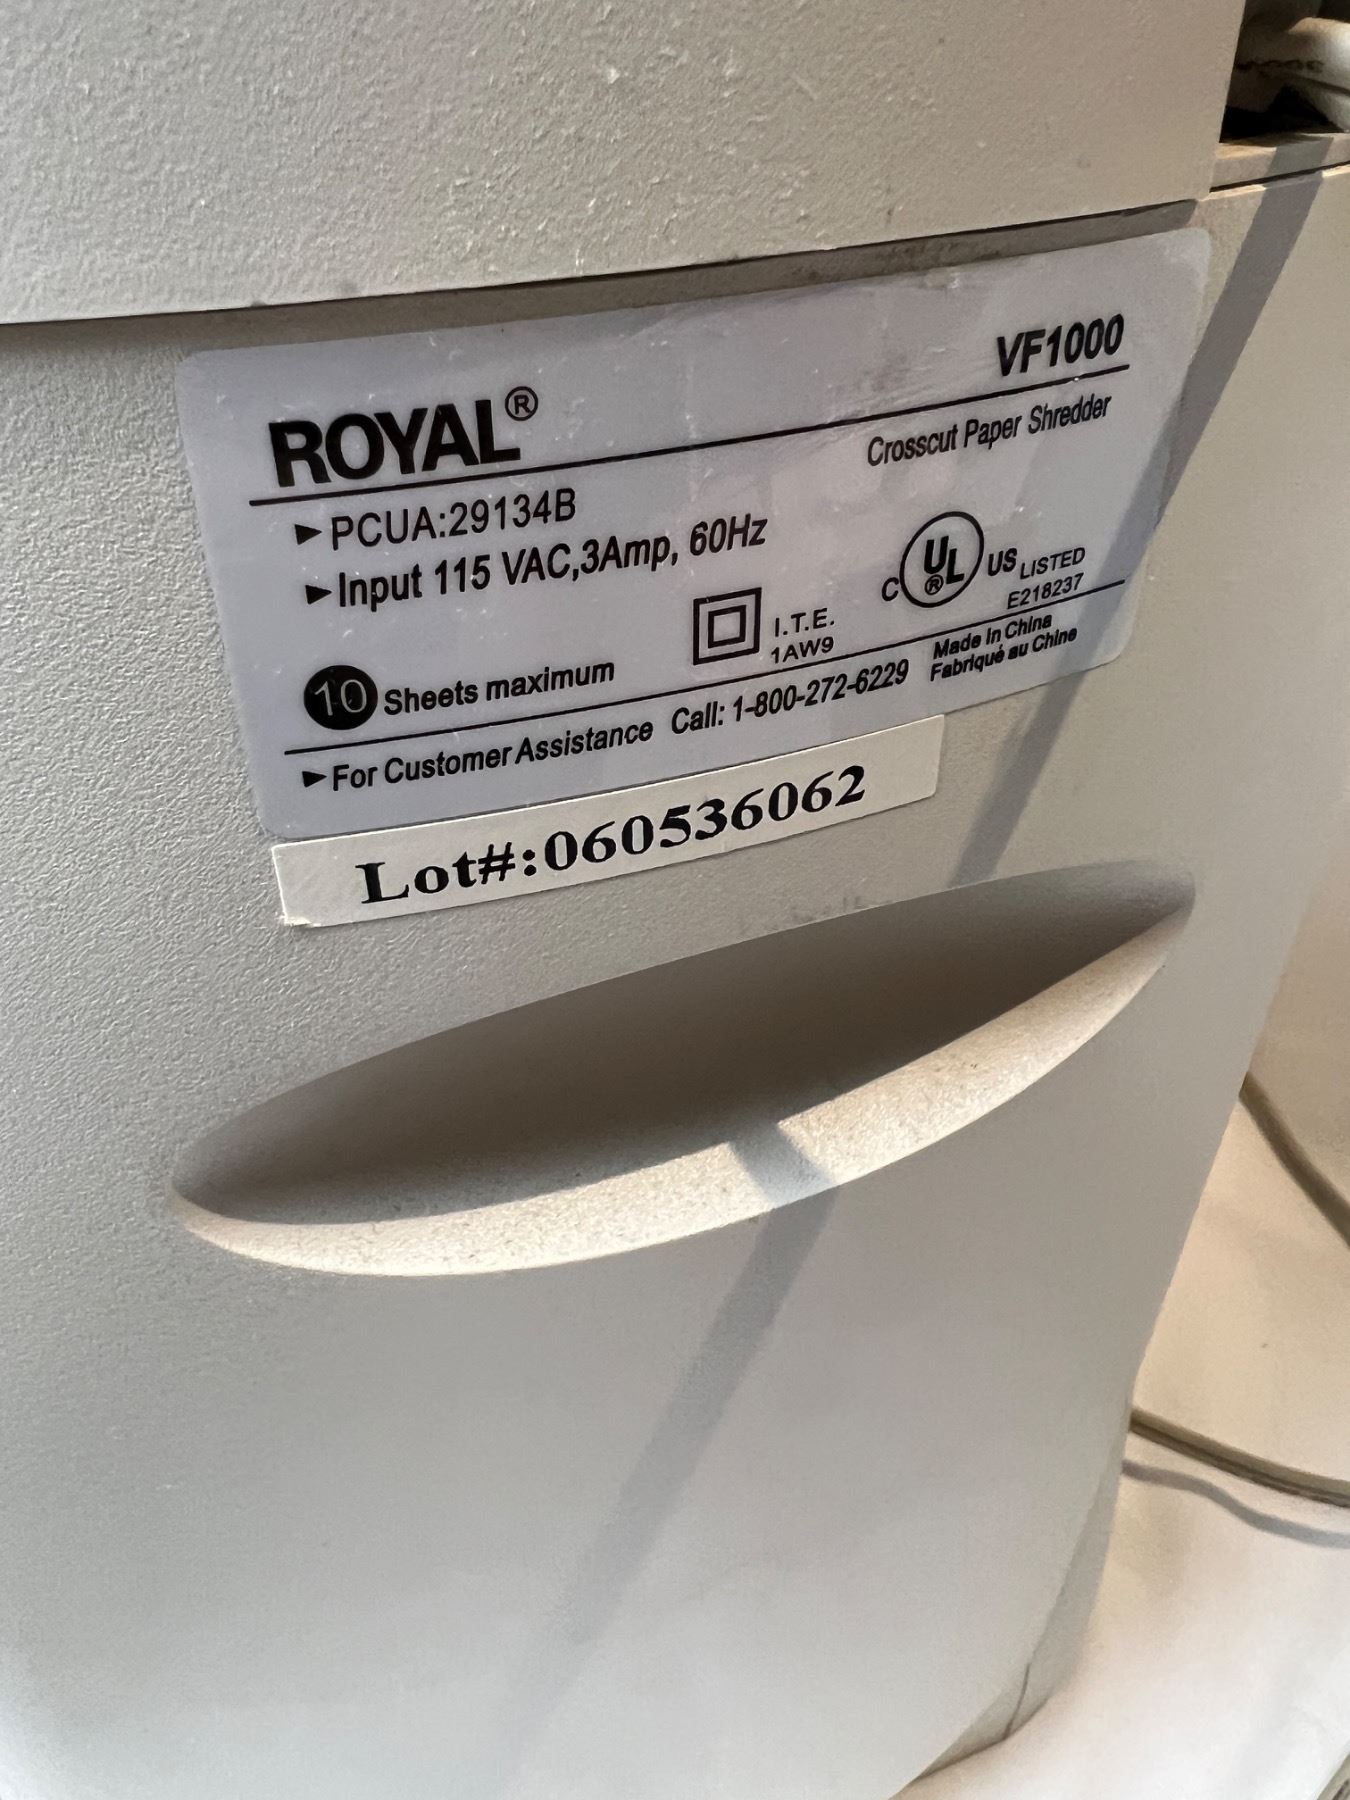 ROYAL®
VF1000
Crosscut Paper Shredder
►PCUA:29134B
►Input 115 VAC,3Amp, 60Hz
C UL® US LISTED
E218237
I.T.E.
1AW9
10 Sheets maximum
Made in China
Fabriqué au Chine
►For Customer Assistance Call: 1-800-272-6229
Lot#:060536062